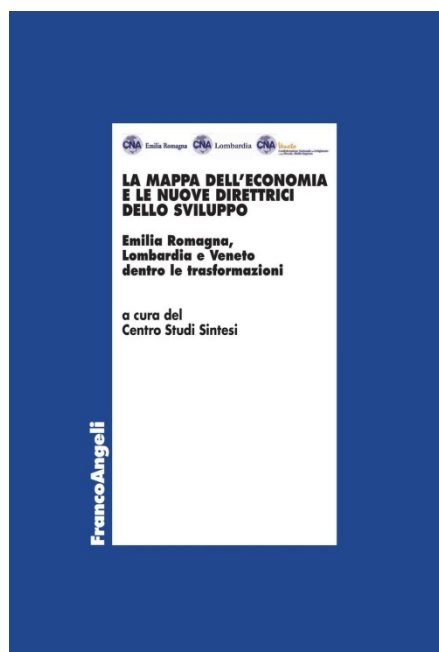 CNA Emilia Romagna CNA Lombardia CNA Veneto
LA MAPPA DELL'ECONOMIA
E LE NUOVE DIRETTRICI
DELLO SVILUPPO
Emilia Romagna,
Lombardia e Veneto
dentro le trasformazioni
a cura del
Centro Studi Sintesi
FrancoAngeli